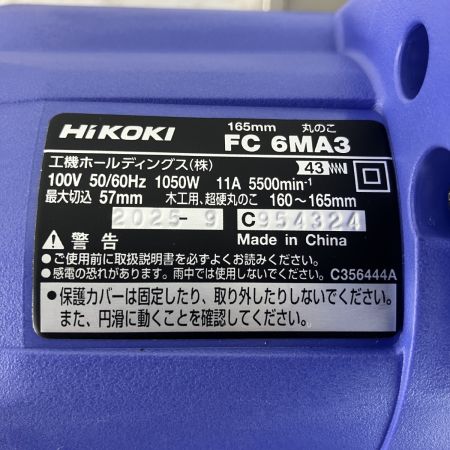 HiKOKI 165mm 丸のこ
FC 6MA3
工機ホールディングス(株) 43
100V 50/60Hz 1050W 11A 5500min-1
最大切込 57mm 木工用、超硬丸のこ 160~165mm
2025-9 C954324
警告 Made in China
●ご使用前に取扱説明書を必ずよくお読みください。
●感電の恐れがあります。雨中では使用しないでください。 C356444A
●保護カバーは固定したり、取り外したりしないでください。
また、円滑に動くことを確認してください。